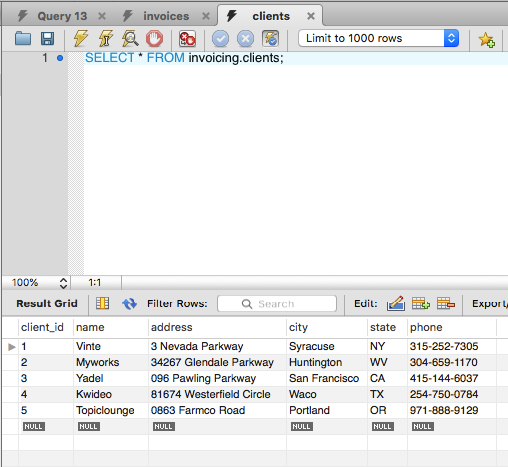 Query 13 invoices clients
Limit to 1000 rows
1 SELECT * FROM invoicing.clients;
100% 1:1
Result Grid Filter Rows: Search Edit: Export/
client_id name address city state phone
1 Vinte 3 Nevada Parkway Syracuse NY 315-252-7305
2 Myworks 34267 Glendale Parkway Huntington WV 304-659-1170
3 Yadel 096 Pawling Parkway San Francisco CA 415-144-6037
4 Kwideo 81674 Westerfield Circle Waco TX 254-750-0784
5 Topiclounge 0863 Farmco Road Portland OR 971-888-9129
NULL NULL NULL NULL NULL NULL